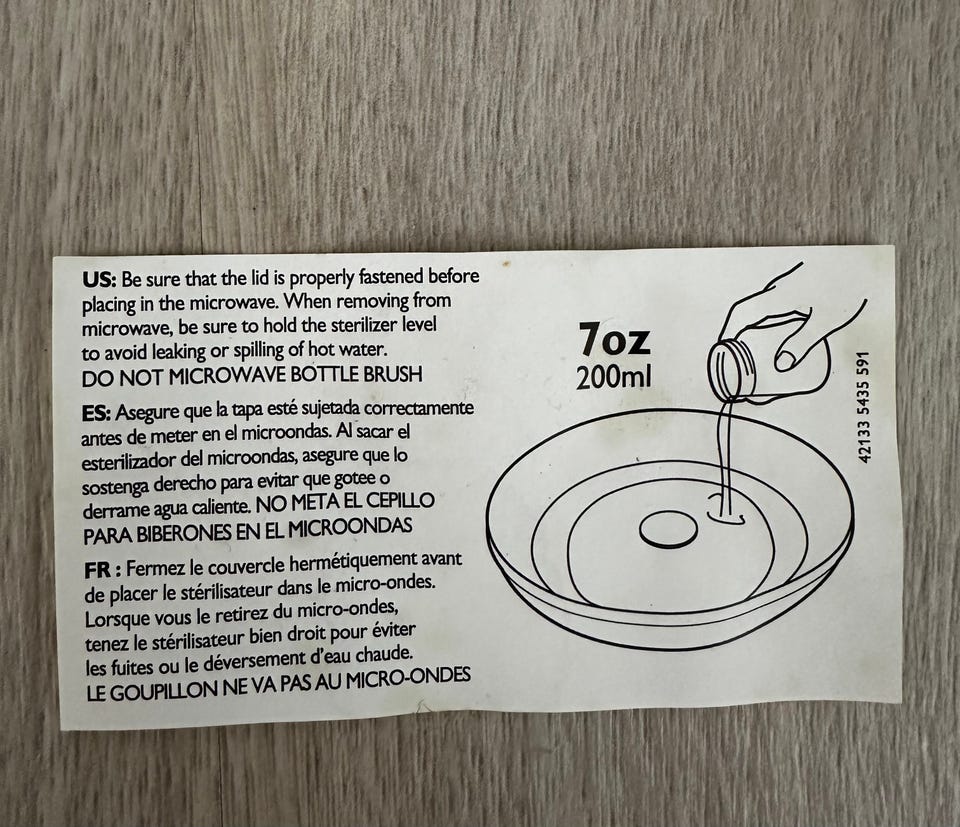 US: Be sure that the lid is properly fastened before
placing in the microwave. When removing from
microwave, be sure to hold the sterilizer level
to avoid leaking or spilling of hot water.
DO NOT MICROWAVE BOTTLE BRUSH
ES: Asegure que la tapa esté sujetada correctamente
antes de meter en el microondas. Al sacar el
esterilizador del microondas, asegure que lo
sostenga derecho para evitar que gotee o
derrame agua caliente. NO META EL CEPILLO
PARA BIBERONES EN EL MICROONDAS
FR : Fermez le couvercle hermétiquement avant
de placer le stérilisateur dans le micro-ondes.
Lorsque vous le retirez du micro-ondes,
tenez le stérilisateur bien droit pour éviter
les fuites ou le déversement d'eau chaude.
LE GOUPILLON NE VA PAS AU MICRO-ONDES
7oz
200ml
42133 5435 591